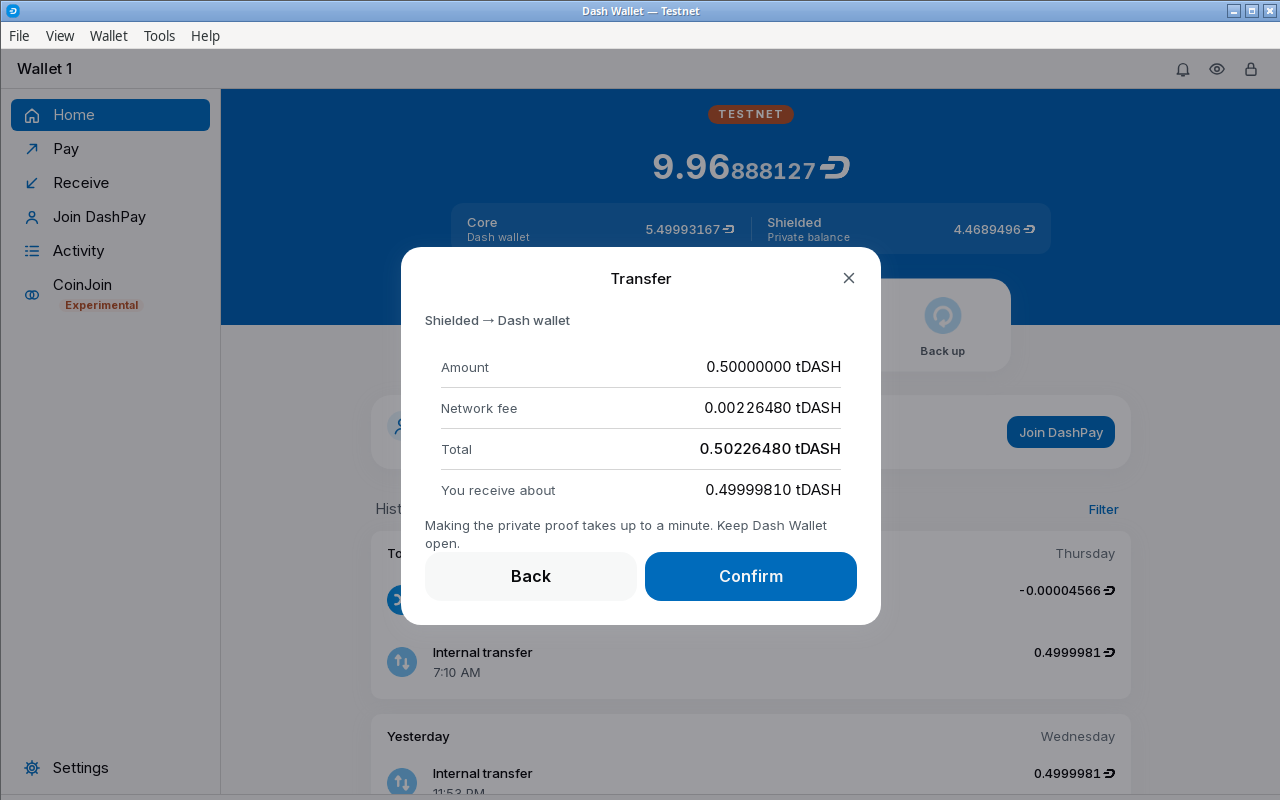 Dash Wallet — Testnet
File View Wallet Tools Help
Wallet 1
Home
Pay
Receive
Join DashPay
Activity
CoinJoin
Experimental
Settings
TESTNET
9.96888127
Core
Dash wallet
5.49993167
Shielded
Private balance
4.4689496
Back up
Join DashPay
Transfer
Shielded → Dash wallet
Amount 0.50000000 tDASH
Network fee 0.00226480 tDASH
Total 0.50226480 tDASH
You receive about 0.49999810 tDASH
Making the private proof takes up to a minute. Keep Dash Wallet
open.
Back Confirm
Filter
Thursday
-0.00004566
Internal transfer 0.4999981
7:10 AM
Yesterday Wednesday
Internal transfer 0.4999981
11:53 PM